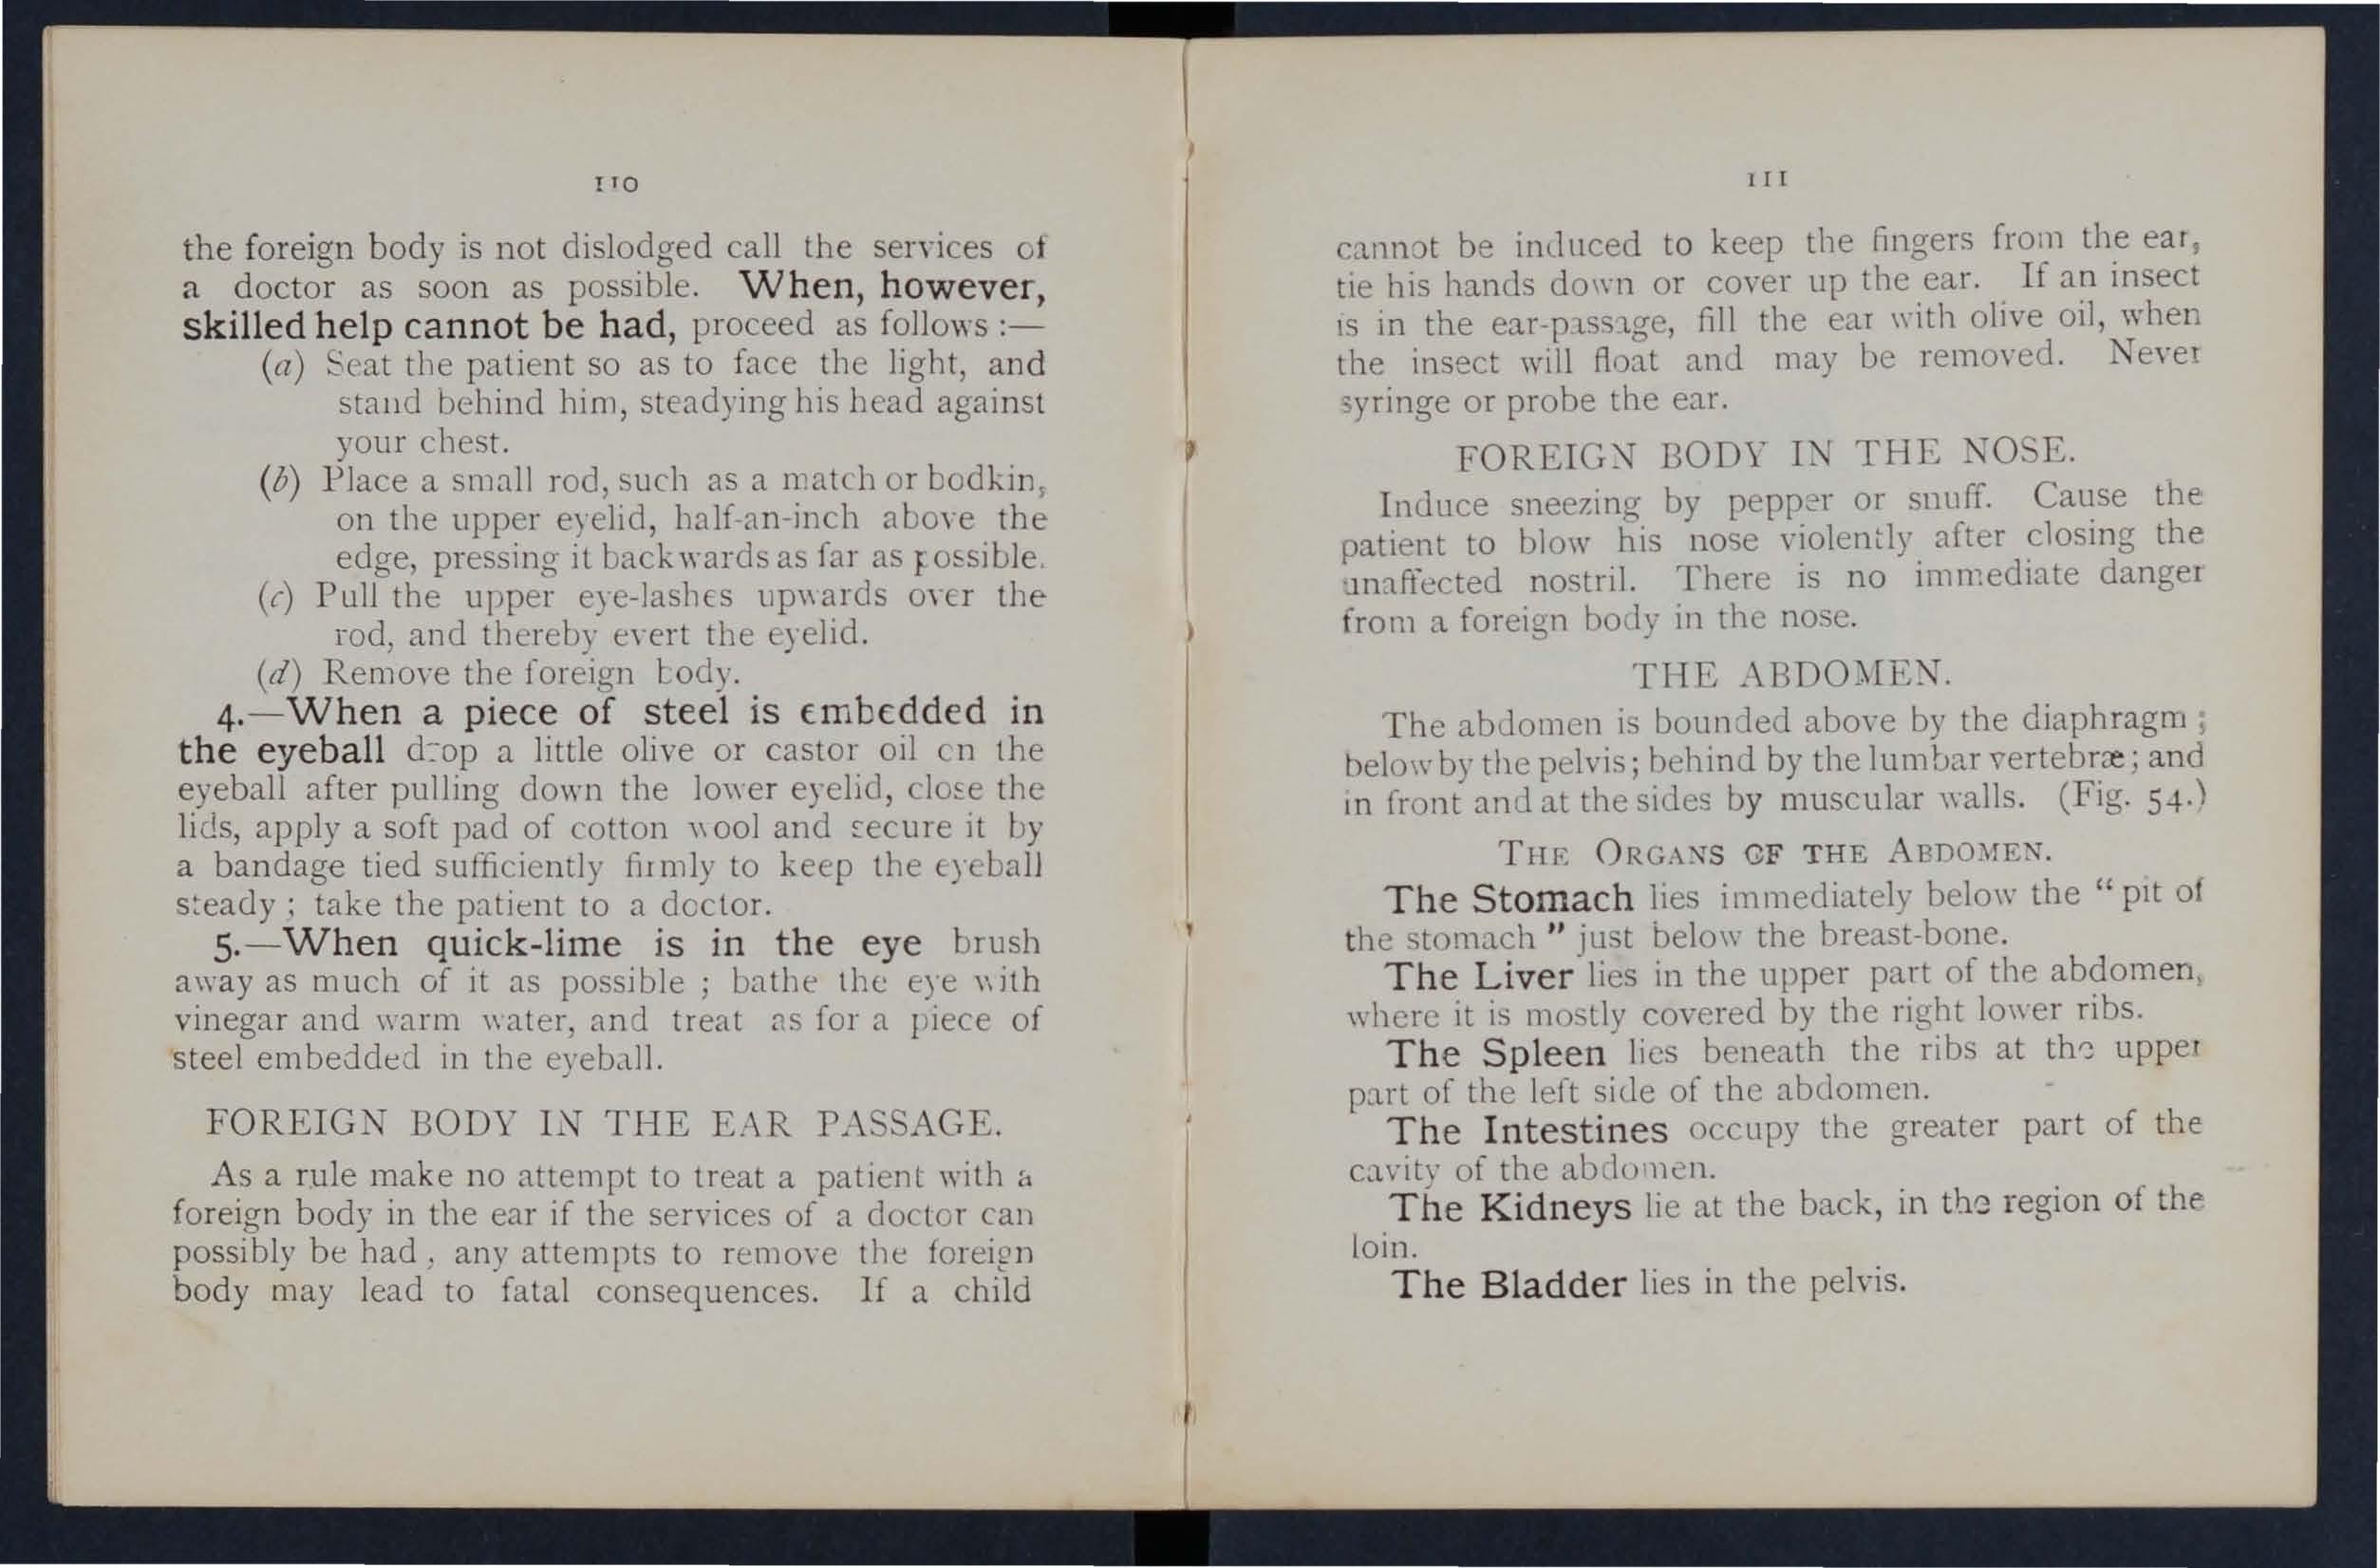 110
the foreign body is not dislodged call the services of
a doctor as soon as possible. When, however,
skilled help cannot be had, proceed as follows :—
(a) Seat the patient so as to face the light, and
stand behind him, steadying his head against
your chest.
(b) Place a small rod, such as a match or bodkin,
on the upper eyelid, half-an-inch above the
edge, pressing it backwards as far as possible.
(c) Pull the upper eye-lashes upwards over the
rod, and thereby evert the eyelid.
(d) Remove the foreign body.
4.—When a piece of steel is embedded in
the eyeball drop a little olive or castor oil on the
eyeball after pulling down the lower eyelid, close the
lids, apply a soft pad of cotton wool and secure it by
a bandage tied sufficiently firmly to keep the eyeball
steady ; take the patient to a doctor.
5.—When quick-lime is in the eye brush
away as much of it as possible ; bathe the eye with
vinegar and warm water, and treat as for a piece of
steel embedded in the eyeball.
FOREIGN BODY IN THE EAR PASSAGE.
As a rule make no attempt to treat a patient with a
foreign body in the ear if the services of a doctor can
possibly be had, any attempts to remove the foreign
body may lead to fatal consequences. If a child
111
cannot be induced to keep the fingers from the ear,
tie his hands down or cover up the ear. If an insect
is in the ear-passage, fill the ear with olive oil, when
the insect will float and may be removed. Never
syringe or probe the ear.
FOREIGN BODY IN THE NOSE.
Induce sneezing by pepper or snuff. Cause the
patient to blow his nose violently after closing the
unaffected nostril. There is no immediate danger
from a foreign body in the nose.
THE ABDOMEN.
The abdomen is bounded above by the diaphragm ;
below by the pelvis; behind by the lumbar vertebræ; and
in front and at the sides by muscular walls. (Fig. 54.)
THE ORGANS OF THE ABDOMEN.
The Stomach lies immediately below the “pit of
the stomach” just below the breast-bone.
The Liver lies in the upper part of the abdomen,
where it is mostly covered by the right lower ribs.
The Spleen lies beneath the ribs at the upper
part of the left side of the abdomen.
The Intestines occupy the greater part of the
cavity of the abdomen.
The Kidneys lie at the back, in the region of the
loin.
The Bladder lies in the pelvis.